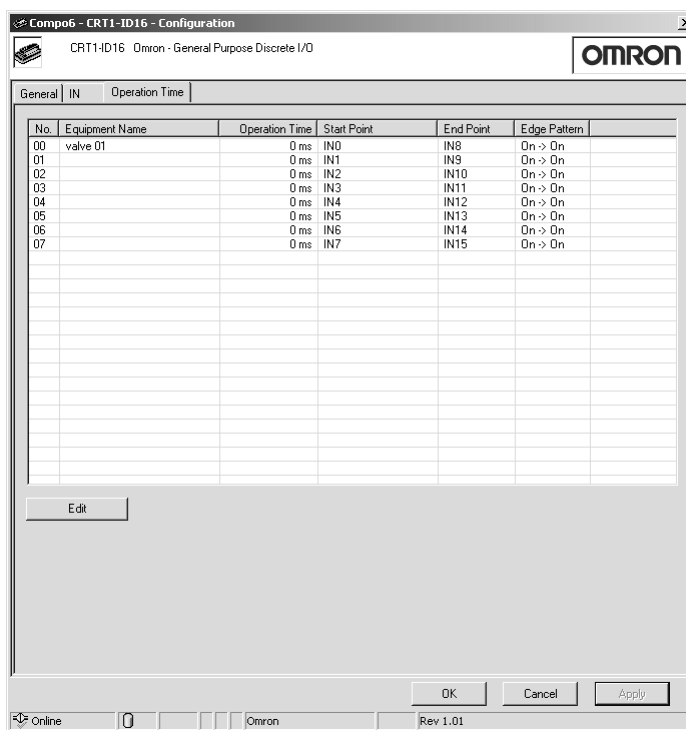 Compo6 - CRT1-ID16 - Configuration
CRT1-ID16 Omron - General Purpose Discrete I/O
OMRON
General IN Operation Time
No. Equipment Name Operation Time Start Point End Point Edge Pattern
00 valve 01 0 ms IN0 IN8 On -> On
01 0 ms IN1 IN9 On -> On
02 0 ms IN2 IN10 On -> On
03 0 ms IN3 IN11 On -> On
04 0 ms IN4 IN12 On -> On
05 0 ms IN5 IN13 On -> On
06 0 ms IN6 IN14 On -> On
07 0 ms IN7 IN15 On -> On
Edit
OK Cancel Apply
Online Omron Rev 1.01